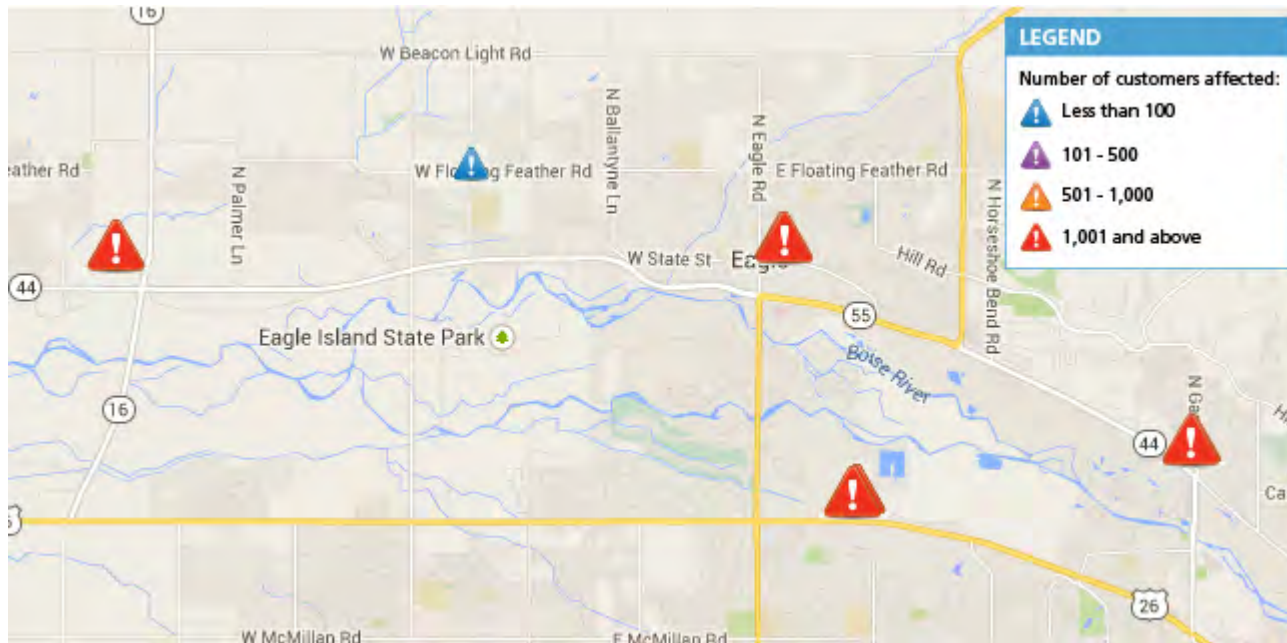 16
W Beacon Light Rd
LEGEND
Number of customers affected:
Less than 100
101 - 500
501 - 1,000
1,001 and above
N Ballantyne Ln
N Eagle Rd
W Floating Feather Rd
E Floating Feather Rd
eather Rd
N Palmer Ln
N Horseshoe Bend Rd
W State St
Eagle
Hill Rd
44
55
Eagle Island State Park
Boise River
16
N Ga
44
Ca
26
W McMillan Rd
E McMillan Rd